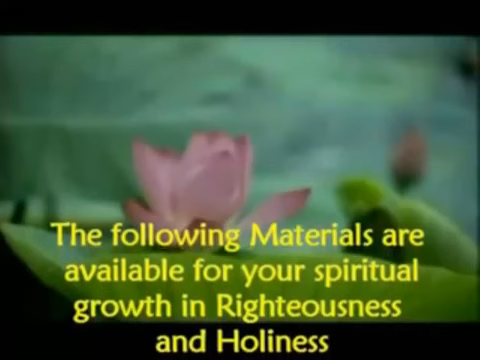 The following Materials are
available for your spiritual
growth in Righteousness
and Holiness